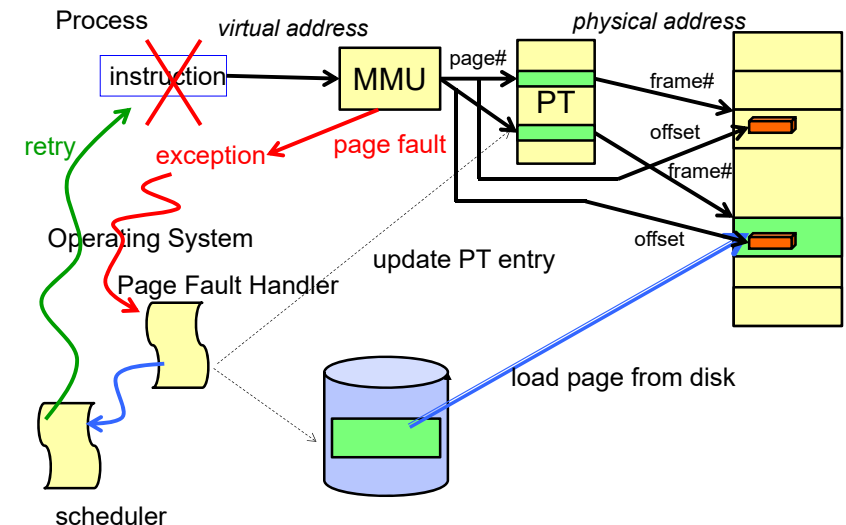 Process
virtual address
physical address
instruction
MMU
page#
PT
frame#
offset
retry
exception
page fault
frame#
Operating System
offset
update PT entry
Page Fault Handler
load page from disk
scheduler